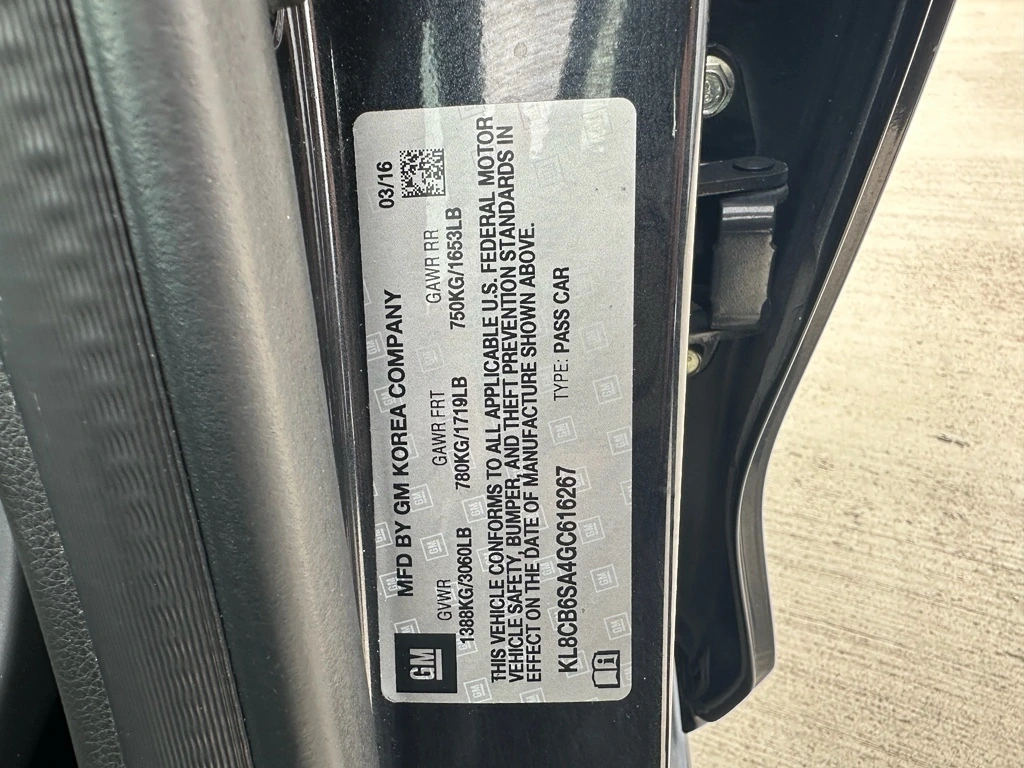 GM
MFD BY GM KOREA COMPANY
03/16
GVWR GAWR FRT GAWR RR
1388KG/3060LB 780KG/1719LB 750KG/1653LB
THIS VEHICLE CONFORMS TO ALL APPLICABLE U.S. FEDERAL MOTOR
VEHICLE SAFETY, BUMPER, AND THEFT PREVENTION STANDARDS IN
EFFECT ON THE DATE OF MANUFACTURE SHOWN ABOVE.
KL8CB6SA4GC616267 TYPE: PASS CAR